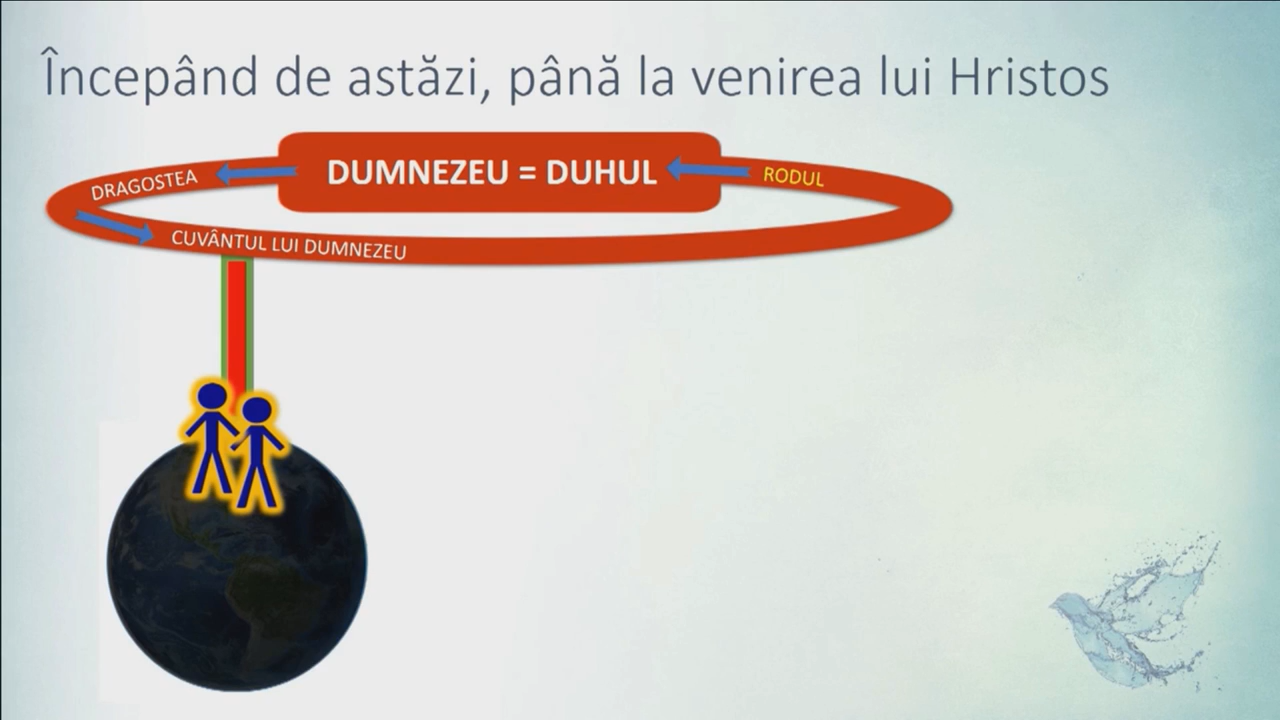 Începând de astăzi, până la venirea lui Hristos
DUMNEZEU = DUHUL
DRAGOSTEA
RODUL
CUVÂNTUL LUI DUMNEZEU